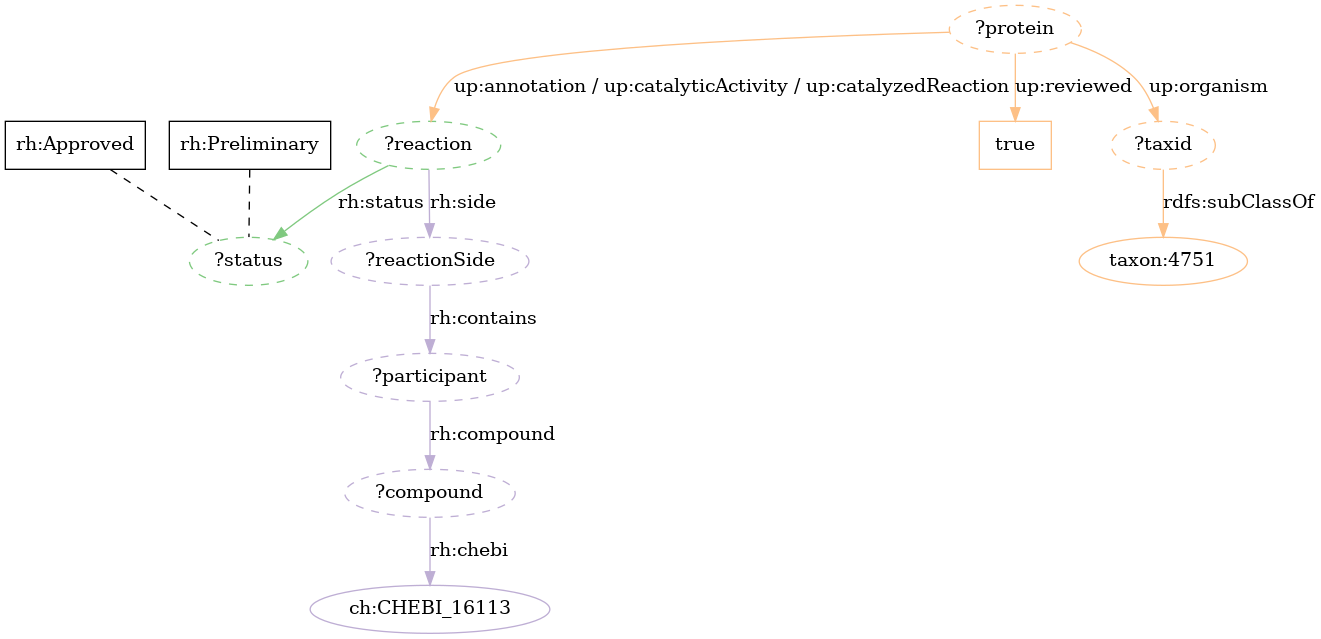 ?protein
up:annotation / up:catalyticActivity / up:catalyzedReaction
up:reviewed
up:organism
rh:Approved
rh:Preliminary
?reaction
true
?taxid
rh:status
rh:side
rdfs:subClassOf
?status
?reactionSide
taxon:4751
rh:contains
?participant
rh:compound
?compound
rh:chebi
ch:CHEBI_16113